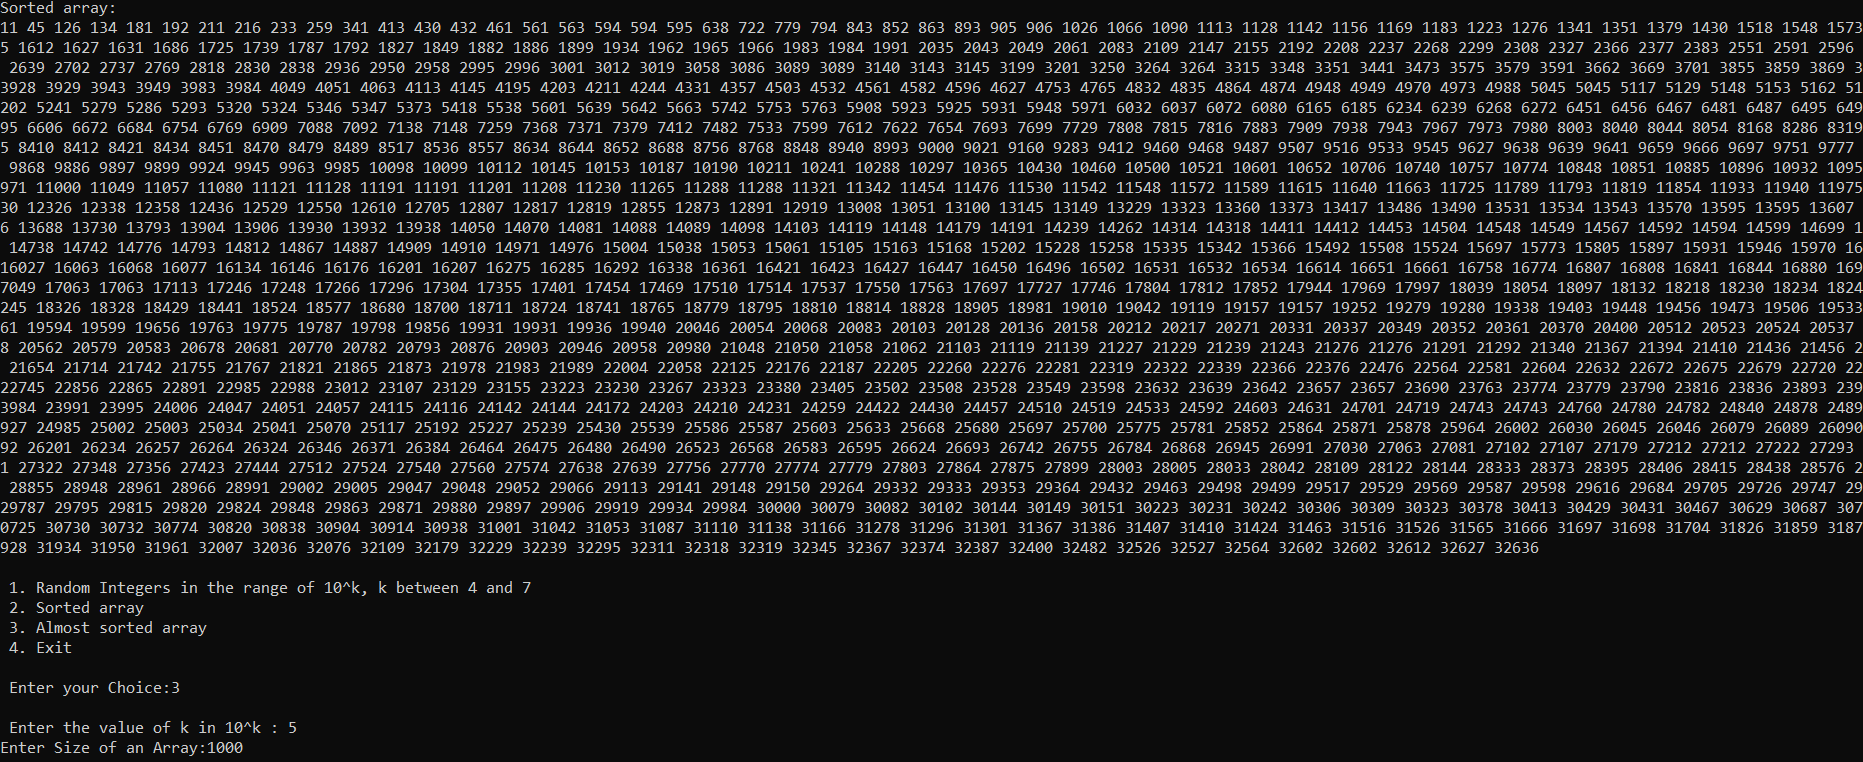 Sorted array:
11 45 126 134 181 192 211 216 233 259 341 413 430 432 461 561 563 594 594 595 638 722 779 794 843 852 863 893 905 906 1026 1066 1090 1113 1128 1142 1156 1169 1183 1223 1276 1341 1351 1379 1430 1518 1548 1573
5 1612 1627 1631 1686 1725 1739 1787 1792 1827 1849 1882 1886 1899 1934 1962 1965 1966 1983 1984 1991 2035 2043 2049 2061 2083 2109 2147 2155 2192 2208 2237 2268 2299 2308 2327 2366 2377 2383 2551 2591 2596
2639 2702 2737 2769 2818 2830 2838 2936 2950 2958 2995 2996 3001 3012 3019 3058 3086 3089 3089 3140 3143 3145 3199 3201 3250 3264 3264 3315 3348 3351 3441 3473 3575 3579 3591 3662 3669 3701 3855 3859 3869 3
3928 3929 3943 3949 3983 3984 4049 4051 4063 4113 4145 4195 4203 4211 4244 4331 4357 4503 4532 4561 4582 4596 4627 4753 4765 4832 4835 4864 4874 4948 4949 4970 4973 4988 5045 5045 5117 5129 5148 5153 5162 51
202 5241 5279 5286 5293 5320 5324 5346 5347 5373 5418 5538 5601 5639 5642 5663 5742 5753 5763 5908 5923 5925 5931 5948 5971 6032 6037 6072 6080 6165 6185 6234 6239 6268 6272 6451 6456 6467 6481 6487 6495 649
95 6606 6672 6684 6754 6769 6909 7088 7092 7138 7148 7259 7368 7371 7379 7412 7482 7533 7599 7612 7622 7654 7693 7699 7729 7808 7815 7816 7883 7909 7938 7943 7967 7973 7980 8003 8040 8044 8054 8168 8286 8319
5 8410 8412 8421 8434 8451 8470 8479 8489 8517 8536 8557 8634 8644 8652 8688 8756 8768 8848 8940 8993 9000 9021 9160 9283 9412 9460 9468 9487 9507 9516 9533 9545 9627 9638 9639 9641 9659 9666 9697 9751 9777
9868 9886 9897 9899 9924 9945 9963 9985 10098 10099 10112 10145 10153 10187 10190 10211 10241 10288 10297 10365 10430 10460 10500 10521 10601 10652 10706 10740 10757 10774 10848 10851 10885 10896 10932 1095
971 11000 11049 11057 11080 11121 11128 11191 11191 11201 11208 11230 11265 11288 11288 11321 11342 11454 11476 11530 11542 11548 11572 11589 11615 11640 11663 11725 11789 11793 11819 11854 11933 11940 11975
30 12326 12338 12358 12436 12529 12550 12610 12705 12807 12817 12819 12855 12873 12891 12919 13008 13051 13100 13145 13149 13229 13323 13360 13373 13417 13486 13490 13531 13534 13543 13570 13595 13595 13607
6 13688 13730 13793 13904 13906 13930 13932 13938 14050 14070 14081 14088 14089 14098 14103 14119 14148 14179 14191 14239 14262 14314 14318 14411 14412 14453 14504 14548 14549 14567 14592 14594 14599 14699 1
14738 14742 14776 14793 14812 14867 14887 14909 14910 14971 14976 15004 15038 15053 15061 15105 15163 15168 15202 15228 15258 15335 15342 15366 15492 15508 15524 15697 15773 15805 15897 15931 15946 15970 16
16027 16063 16068 16077 16134 16146 16176 16201 16207 16275 16285 16292 16338 16361 16421 16423 16427 16447 16450 16496 16502 16531 16532 16534 16614 16651 16661 16758 16774 16807 16808 16841 16844 16880 169
7049 17063 17063 17113 17246 17248 17266 17296 17304 17355 17401 17454 17469 17510 17514 17537 17550 17563 17697 17727 17746 17804 17812 17852 17944 17969 17997 18039 18054 18097 18132 18218 18230 18234 1824
245 18326 18328 18429 18441 18524 18577 18680 18700 18711 18724 18741 18765 18779 18795 18810 18814 18828 18905 18981 19010 19042 19119 19157 19157 19252 19279 19280 19338 19403 19448 19456 19473 19506 19533
61 19594 19599 19656 19763 19775 19787 19798 19856 19931 19931 19936 19940 20046 20054 20068 20083 20103 20128 20136 20158 20212 20217 20271 20331 20337 20349 20352 20361 20370 20400 20512 20523 20524 20537
8 20562 20579 20583 20678 20681 20770 20782 20793 20876 20903 20946 20958 20980 21048 21050 21058 21062 21103 21119 21139 21227 21229 21239 21243 21276 21276 21291 21292 21340 21367 21394 21410 21436 21456 2
21654 21714 21742 21755 21767 21821 21865 21873 21978 21983 21989 22004 22058 22125 22176 22187 22205 22260 22276 22281 22319 22322 22339 22366 22376 22476 22564 22581 22604 22632 22672 22675 22679 22720 22
22745 22856 22865 22891 22985 22988 23012 23107 23129 23155 23223 23230 23267 23323 23380 23405 23502 23508 23528 23549 23598 23632 23639 23642 23657 23657 23690 23763 23774 23779 23790 23816 23836 23893 239
3984 23991 23995 24006 24047 24051 24057 24115 24116 24142 24144 24172 24203 24210 24231 24259 24422 24430 24457 24510 24519 24533 24592 24603 24631 24701 24719 24743 24743 24760 24780 24782 24840 24878 2489
927 24985 25002 25003 25034 25041 25070 25117 25192 25227 25239 25430 25539 25586 25587 25603 25633 25668 25680 25697 25700 25775 25781 25852 25864 25871 25878 25964 26002 26030 26045 26046 26079 26089 26090
92 26201 26234 26257 26264 26324 26346 26371 26384 26464 26475 26480 26490 26523 26568 26583 26595 26624 26693 26742 26755 26784 26868 26945 26991 27030 27063 27081 27102 27107 27179 27212 27212 27222 27293
1 27322 27348 27356 27423 27444 27512 27524 27540 27560 27574 27638 27639 27756 27770 27774 27779 27803 27864 27875 27899 28003 28005 28033 28042 28109 28122 28144 28333 28373 28395 28406 28415 28438 28576 2
28855 28948 28961 28966 28991 29002 29005 29047 29048 29052 29066 29113 29141 29148 29150 29264 29332 29333 29353 29364 29432 29463 29498 29499 29517 29529 29569 29587 29598 29616 29684 29705 29726 29747 29
29787 29795 29815 29820 29824 29848 29863 29871 29880 29897 29906 29919 29934 29984 30000 30079 30082 30102 30144 30149 30151 30223 30231 30242 30306 30309 30323 30378 30413 30429 30431 30467 30629 30687 307
0725 30730 30732 30774 30820 30838 30904 30914 30938 31001 31042 31053 31087 31110 31138 31166 31278 31296 31301 31367 31386 31407 31410 31424 31463 31516 31526 31565 31666 31697 31698 31704 31826 31859 3187
928 31934 31950 31961 32007 32036 32076 32109 32179 32229 32239 32295 32311 32318 32319 32345 32367 32374 32387 32400 32482 32526 32527 32564 32602 32602 32612 32627 32636
1. Random Integers in the range of 10^k, k between 4 and 7
2. Sorted array
3. Almost sorted array
4. Exit
Enter your Choice:3
Enter the value of k in 10^k : 5
Enter Size of an Array:1000